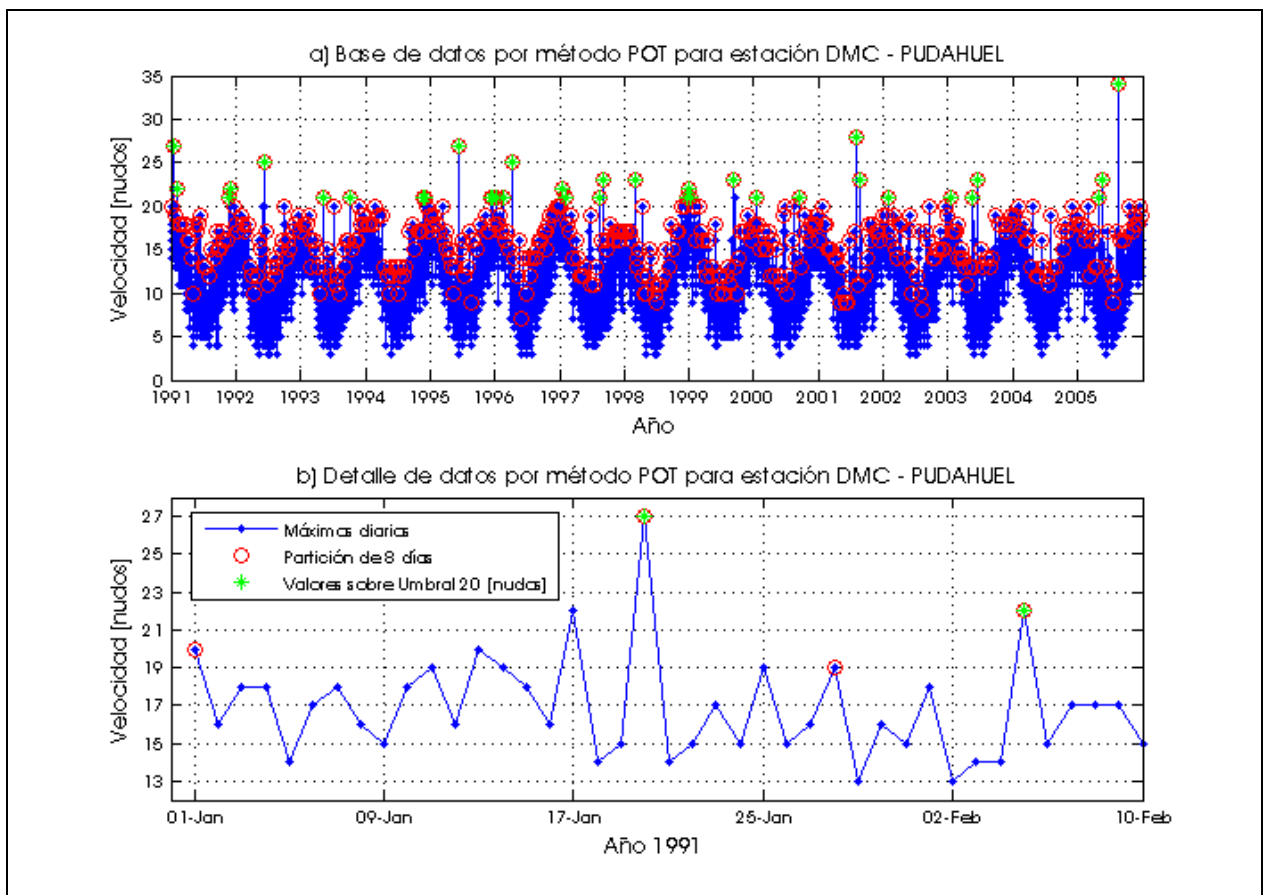 a) Base de datos por método POT para estación DMC - PUDAHUEL
Velocidad [nudos]
35
30
25
20
15
10
5
0
1991 1992 1993 1994 1995 1996 1997 1998 1999 2000 2001 2002 2003 2004 2005
Año
b) Detalle de datos por método POT para estación DMC - PUDAHUEL
Velocidad [nudos]
27
25
23
21
19
17
15
13
Máximas diarias
Partición de 8 días
Valores sobre Umbral 20 [nudos]
01-Jan 09-Jan 17-Jan 25-Jan 02-Feb 10-Feb
Año 1991